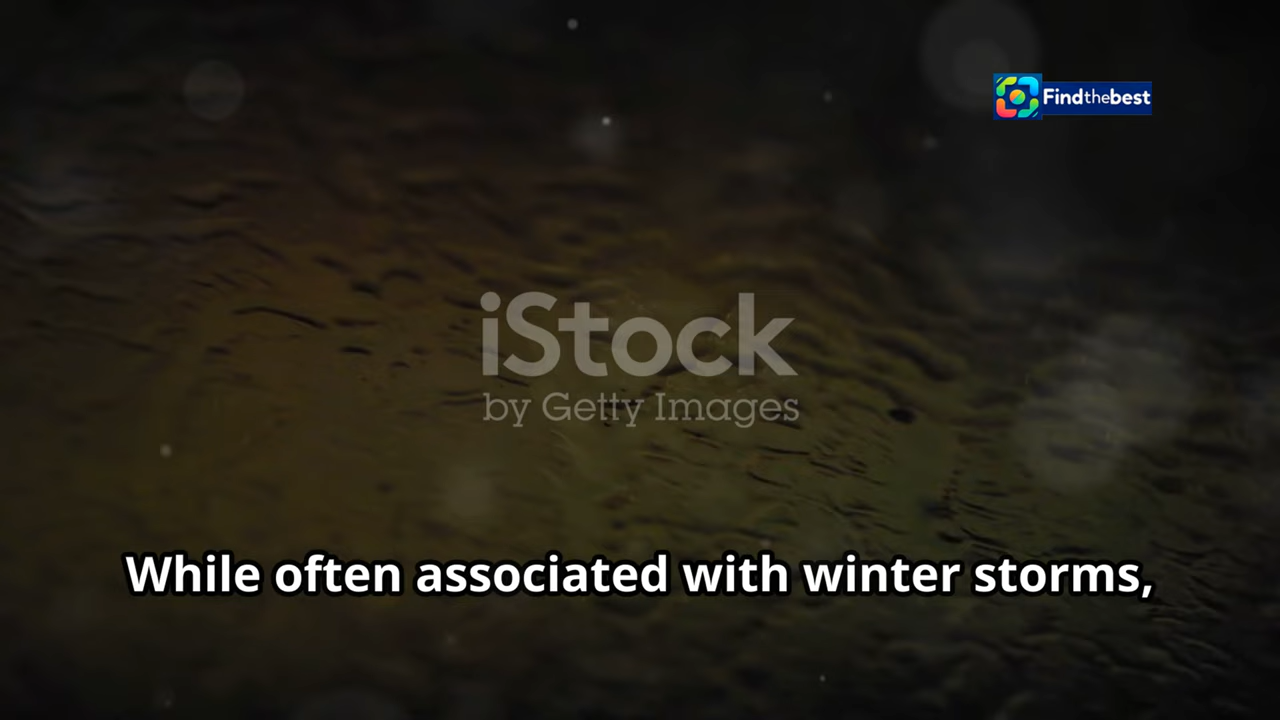 Findthebest
iStock
by Getty Images
While often associated with winter storms,